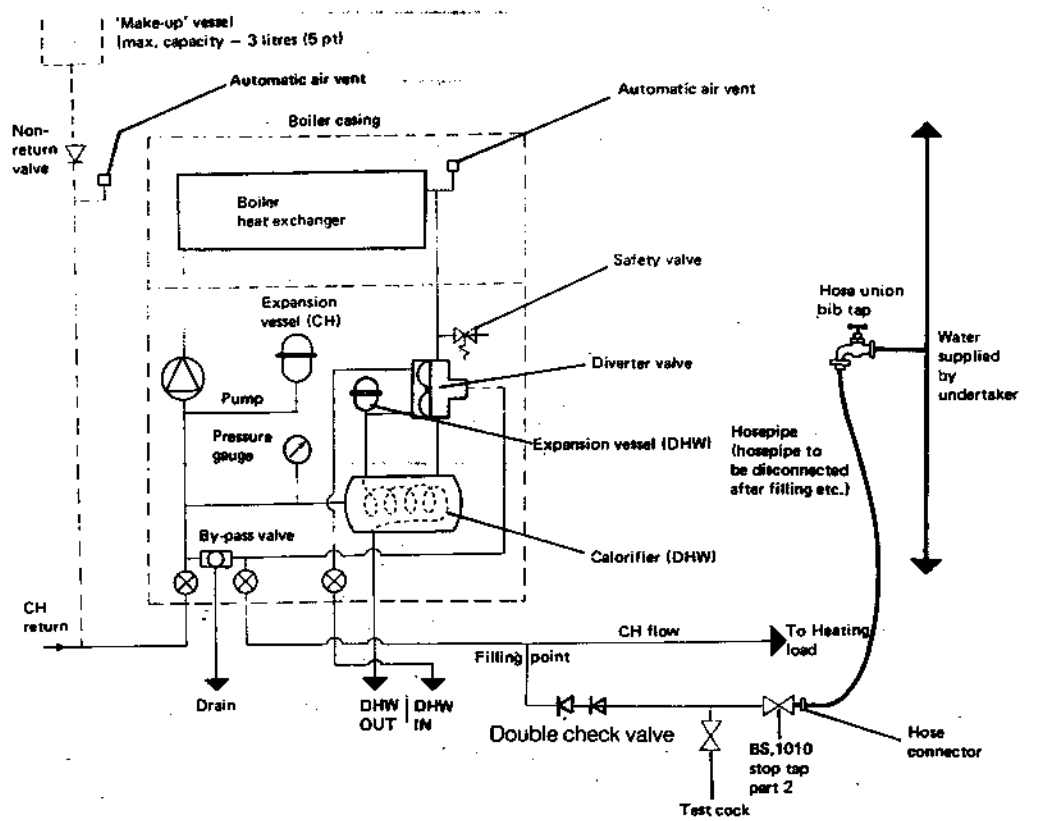 'Make-up' vessel
(max. capacity – 3 litres (5 pt)
Automatic air vent
Automatic air vent
Boiler casing
Non-
return
valve
Boiler
heat exchanger
Safety valve
Expansion
vessel (CH)
Hose union
bib tap
Water
supplied
by
undertaker
Diverter valve
Pump
Pressure
gauge
Expansion vessel (DHW)
Hosepipe
(hosepipe to
be disconnected
after filling etc.)
By-pass valve
Calorifier (DHW)
CH
return
CH flow
To Heating
load
Filling point
Drain
DHW
OUT
DHW
IN
Double check valve
Hose
connector
BS.1010
stop tap
part 2
Test cock